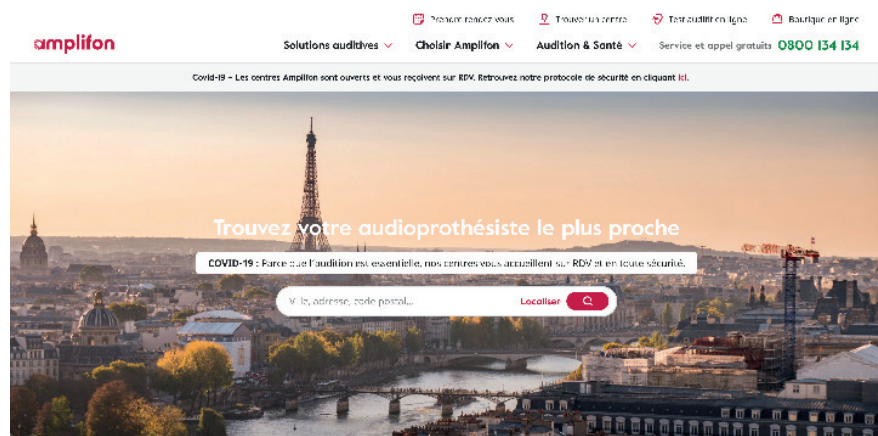 Prendre rendez-vous Trouver un centre Test auditif en ligne Boutique en ligne
amplifon
Solutions auditives Choisir Amplifon Audition & Santé Service et appel gratuits 0800 134 134
Covid-19 – Les centres Amplifon sont ouverts et vous reçoivent sur RDV. Retrouvez notre protocole de sécurité en cliquant ici.
Trouvez votre audioprothésiste le plus proche
COVID-19 : Parce que l'audition est essentielle, nos centres vous accueillent sur RDV et en toute sécurité.
Ville, adresse, code postal... Localiser